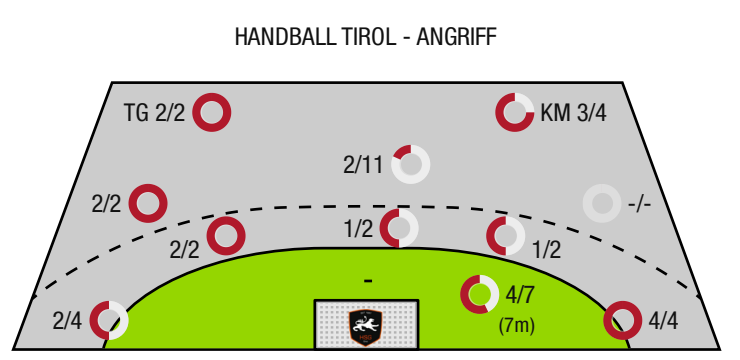 HANDBALL TIROL - ANGRIFF
TG 2/2
KM 3/4
2/11
2/2
-/-
2/2
1/2
1/2
-
4/7
(7m)
2/4
4/4